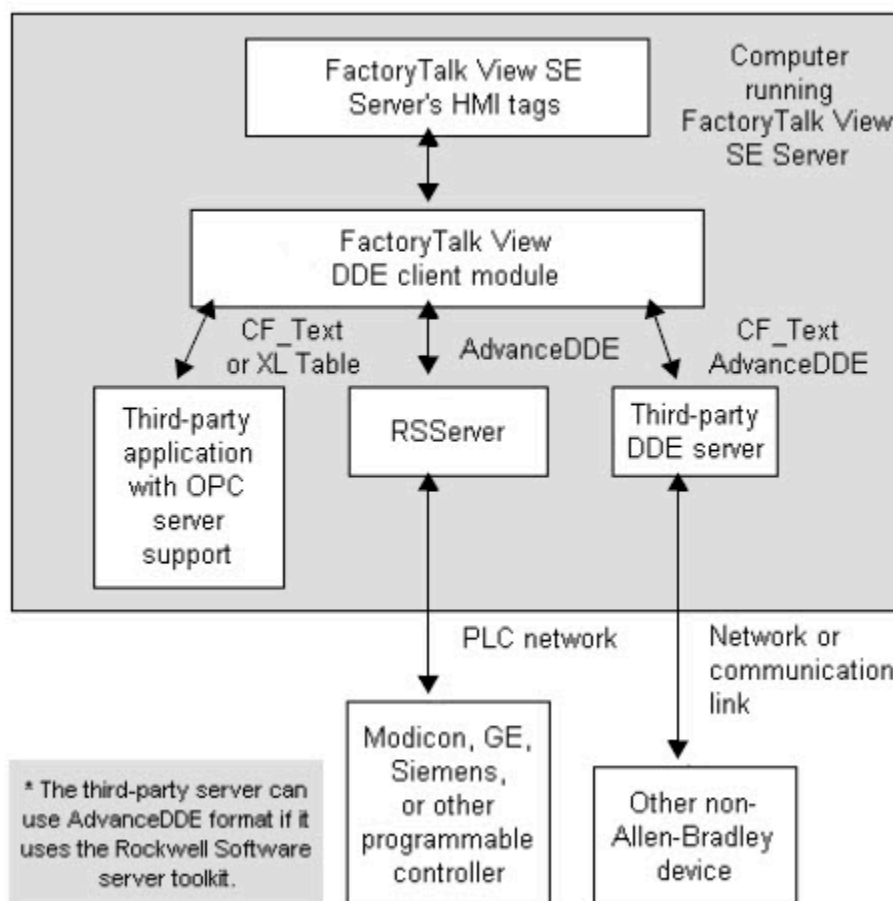 FactoryTalk View SE
Server's HMI tags
Computer
running
FactoryTalk View
SE Server
FactoryTalk View
DDE client module
CF_Text
or XL Table
AdvanceDDE
CF_Text
AdvanceDDE
Third-party
application
with OPC
server
support
RSServer
Third-party
DDE server
PLC network
Network or
communication
link
Modicon, GE,
Siemens,
or other
programmable
controller
Other non-
Allen-Bradley
device
* The third-party server can
use AdvanceDDE format if it
uses the Rockwell Software
server toolkit.